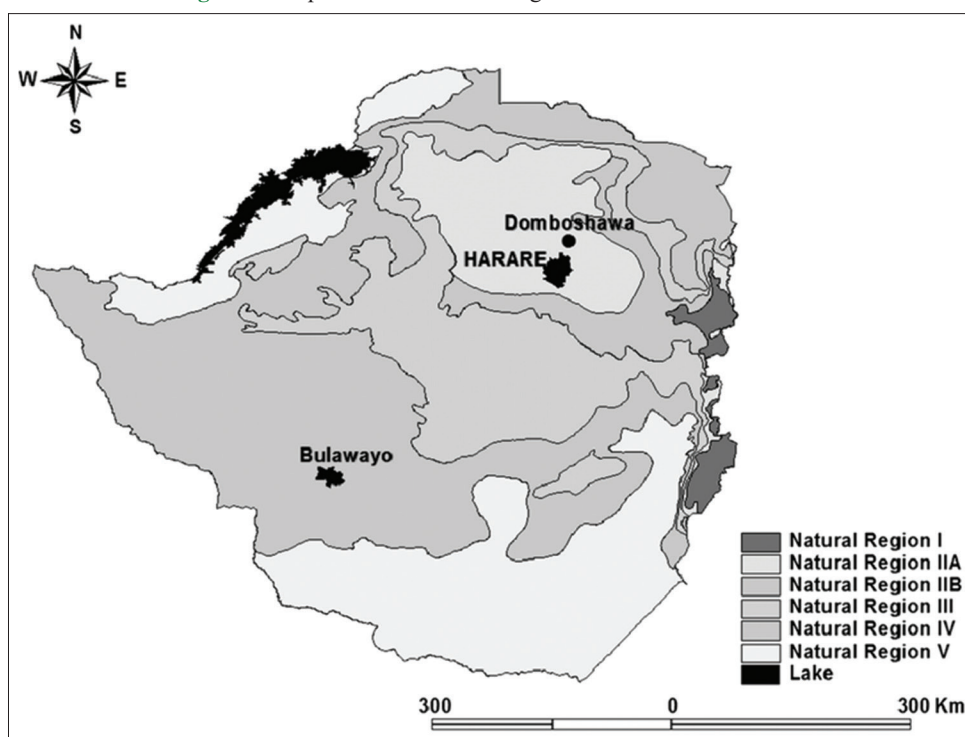 N
W E
S
Domboshawa
HARARE
Bulawayo
Natural Region I
Natural Region IIA
Natural Region IIB
Natural Region III
Natural Region IV
Natural Region V
Lake
300 0 300 Km